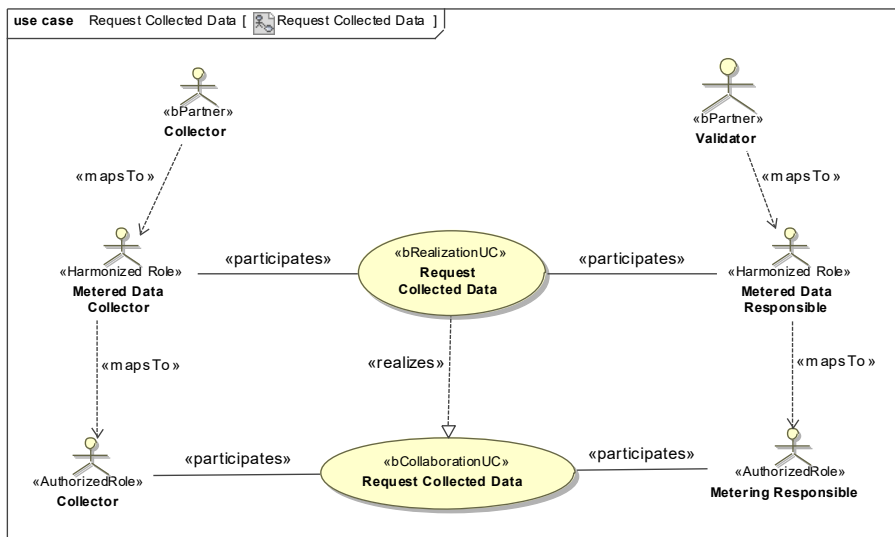 use case Request Collected Data [ Request Collected Data ]
«bPartner»
Collector
«bPartner»
Validator
«mapsTo»
«mapsTo»
«Harmonized Role»
Metered Data
Collector
«participates»
«bRealizationUC»
Request
Collected Data
«participates»
«Harmonized Role»
Metered Data
Responsible
«mapsTo»
«realizes»
«mapsTo»
«AuthorizedRole»
Collector
«participates»
«bCollaborationUC»
Request Collected Data
«participates»
«AuthorizedRole»
Metering Responsible